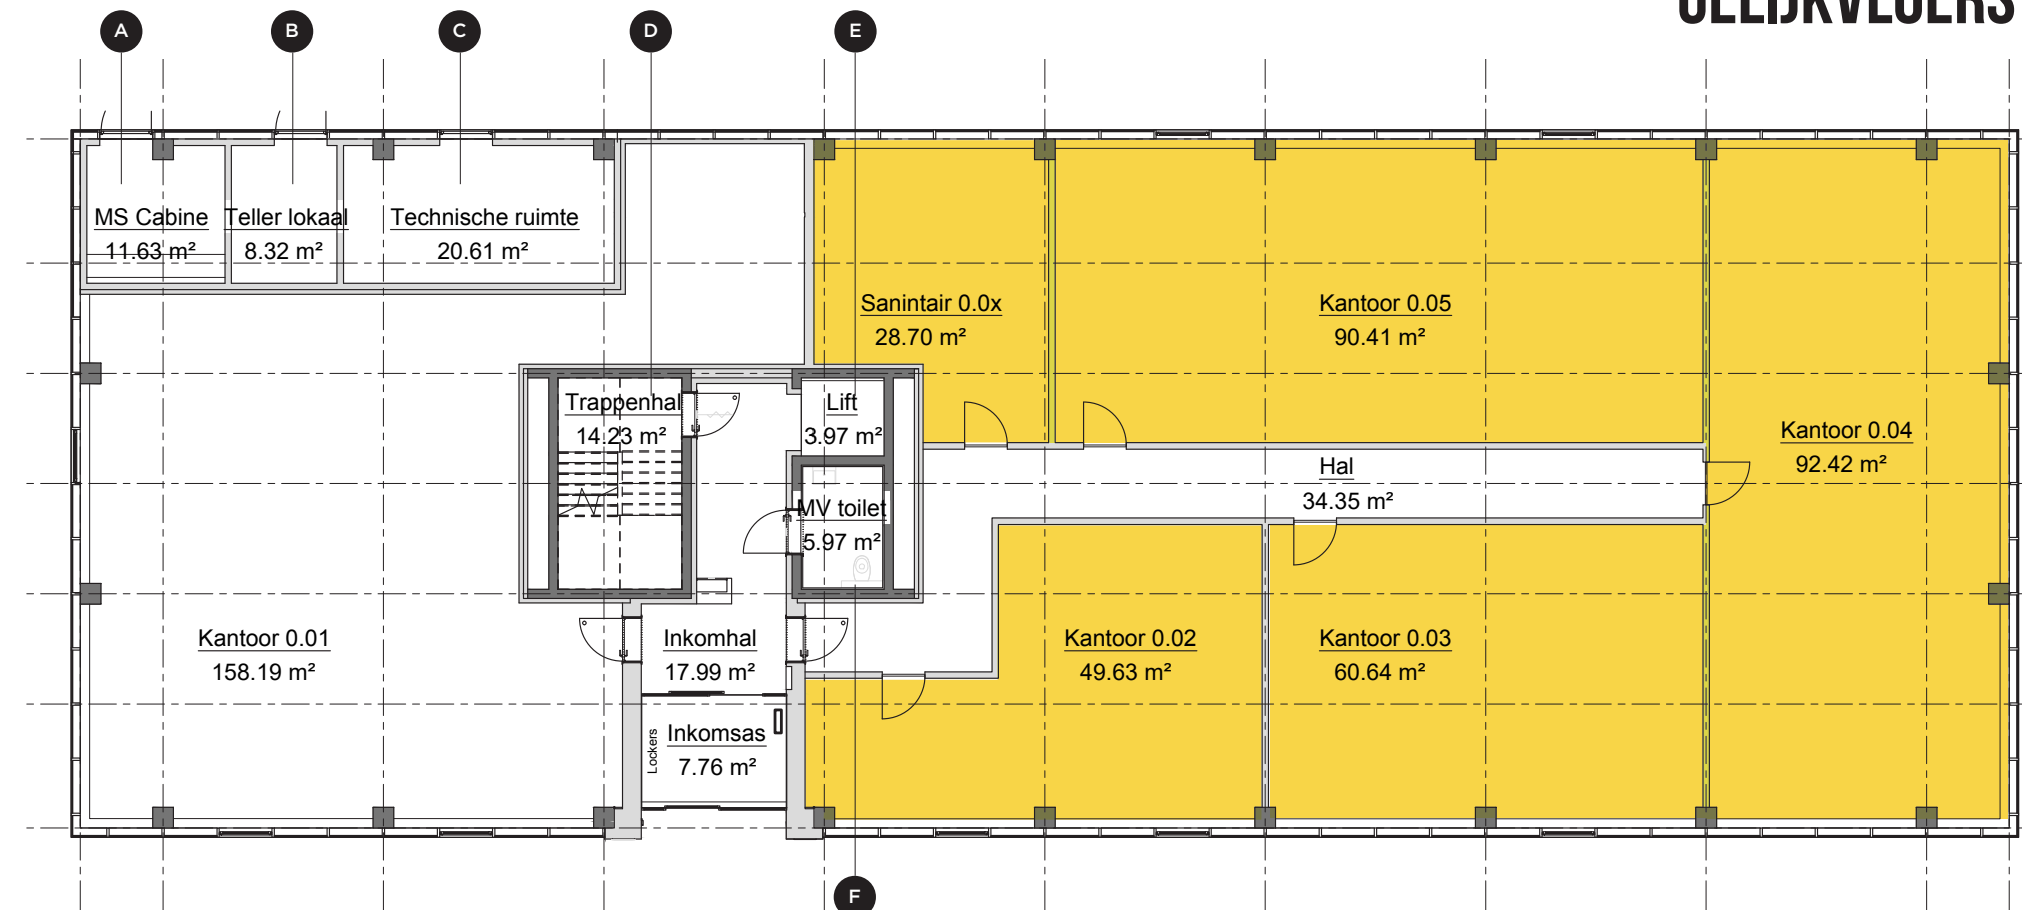 GELIJKVLOERS
A
B
C
D
E
MS Cabine
11.63 m²
Teller lokaal
8.32 m²
Technische ruimte
20.61 m²
Sanintair 0.0x
28.70 m²
Kantoor 0.05
90.41 m²
Trappenhal
14.23 m²
Lift
3.97 m²
Kantoor 0.04
92.42 m²
Hal
34.35 m²
MV toilet
5.97 m²
Kantoor 0.01
158.19 m²
Inkomhal
17.99 m²
Kantoor 0.02
49.63 m²
Kantoor 0.03
60.64 m²
Lockers
Inkomsas
7.76 m²
F